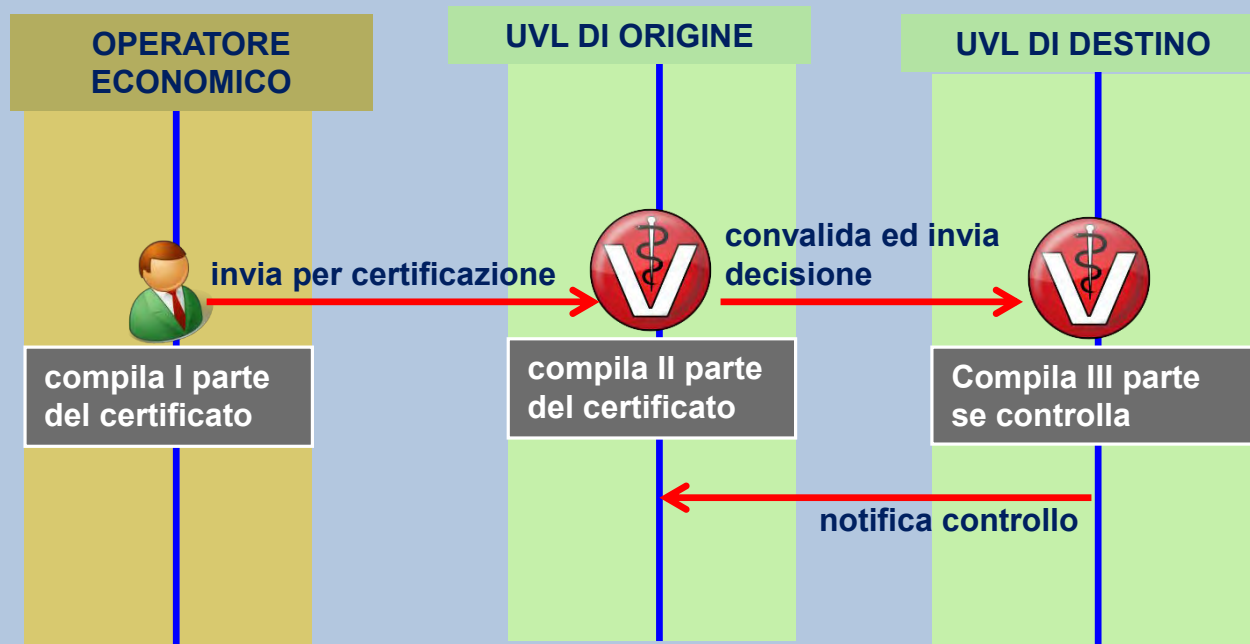 OPERATORE
ECONOMICO
UVL DI ORIGINE
UVL DI DESTINO
invia per certificazione
convalida ed invia
decisione
compila I parte
del certificato
compila II parte
del certificato
Compila III parte
se controlla
notifica controllo